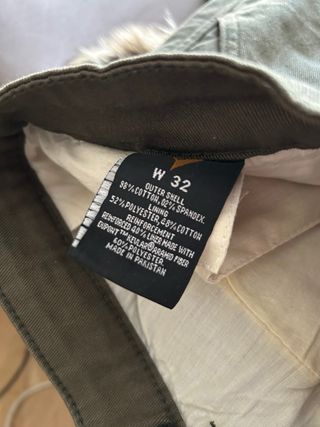 W 32
OUTER SHELL
98%COTTON, 02% SPANDEX.
LINING
52%POLYESTER, 48%COTTON
REINFORCEMENT
REINFORCED 40% LINER MADE WITH
DUPONT™ KEVLAR® BRAND FIBER
60% POLYESTER.
MADE IN PAKISTAN